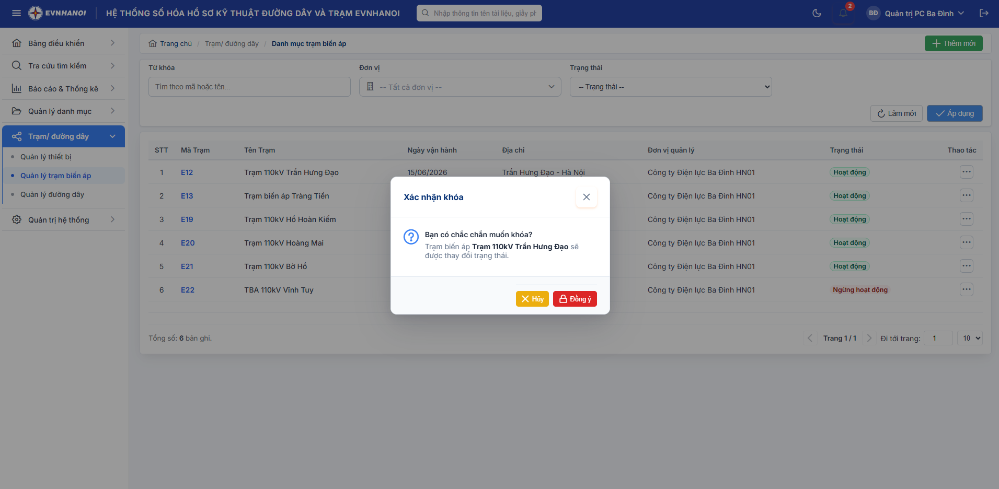 EVNHANOI
HỆ THỐNG SỐ HÓA HỒ SƠ KỸ THUẬT ĐƯỜNG DÂY VÀ TRẠM EVNHANOI
Nhập thông tin tên tài liệu, giấy ph
2
BĐ
Quản trị PC Ba Đình
Bảng điều khiển
Tra cứu tìm kiếm
Báo cáo & Thống kê
Quản lý danh mục
Trạm/ đường dây
Quản lý thiết bị
Quản lý trạm biến áp
Quản lý đường dây
Quản trị hệ thống
Trang chủ / Trạm/ đường dây / Danh mục trạm biến áp
Thêm mới
Từ khóa
Đơn vị
Trạng thái
Tìm theo mã hoặc tên...
-- Tất cả đơn vị --
-- Trạng thái --
Làm mới
Áp dụng
STT Mã Trạm Tên Trạm Ngày vận hành Địa chỉ Đơn vị quản lý Trạng thái Thao tác
1 E12 Trạm 110kV Trần Hưng Đạo 15/06/2026 Trần Hưng Đạo - Hà Nội Công ty Điện lực Ba Đình HN01 Hoạt động
2 E13 Trạm biến áp Tràng Tiền Công ty Điện lực Ba Đình HN01 Hoạt động
3 E19 Trạm 110kV Hồ Hoàn Kiếm Công ty Điện lực Ba Đình HN01 Hoạt động
4 E20 Trạm 110kV Hoàng Mai Công ty Điện lực Ba Đình HN01 Hoạt động
5 E21 Trạm 110kV Bờ Hồ Công ty Điện lực Ba Đình HN01 Hoạt động
6 E22 TBA 110kV Vĩnh Tuy Công ty Điện lực Ba Đình HN01 Ngừng hoạt động
Xác nhận khóa
Bạn có chắc chắn muốn khóa?
Trạm biến áp Trạm 110kV Trần Hưng Đạo sẽ
được thay đổi trạng thái.
Hủy
Đồng ý
Tổng số: 6 bản ghi.
Trang 1 / 1
Đi tới trang: 1
10